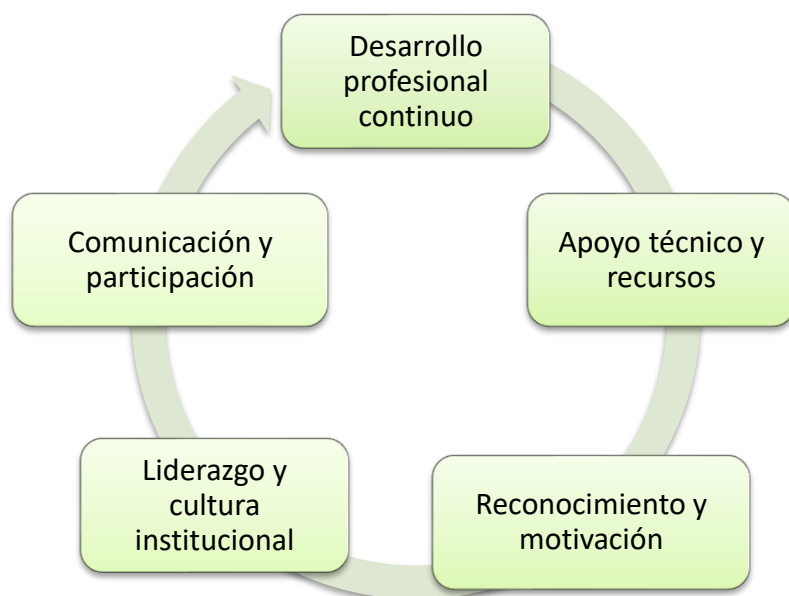 Desarrollo
profesional
continuo
Apoyo técnico y
recursos
Reconocimiento y
motivación
Liderazgo y
cultura
institucional
Comunicación y
participación